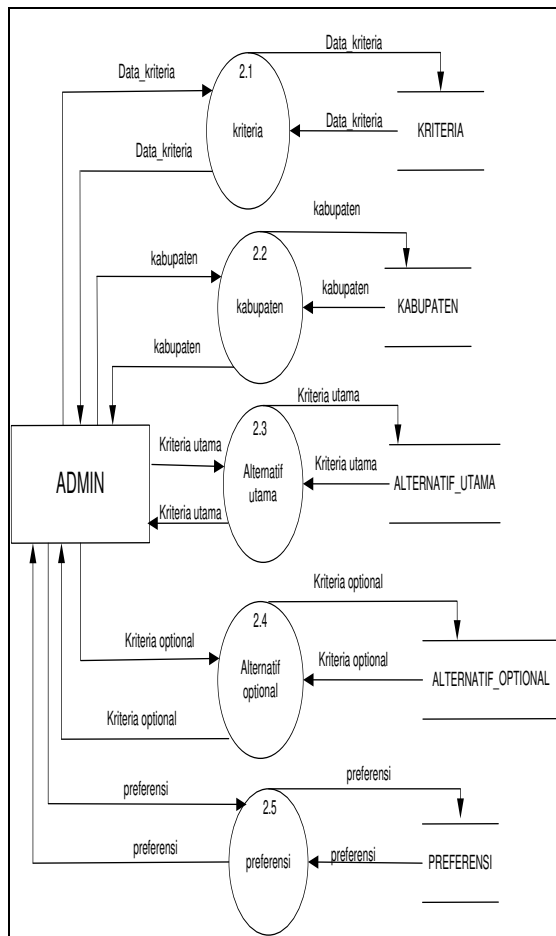 Data_kriteria
2.1
kriteria
Data_kriteria
Data_kriteria
Data_kriteria
KRITERIA
kabupaten
2.2
kabupaten
kabupaten
kabupaten
kabupaten
KABUPATEN
ADMIN
Kriteria utama
2.3
Alternatif
utama
Kriteria utama
Kriteria utama
Kriteria utama
ALTERNATIF_UTAMA
Kriteria optional
2.4
Alternatif
optional
Kriteria optional
Kriteria optional
Kriteria optional
ALTERNATIF_OPTIONAL
preferensi
2.5
preferensi
preferensi
preferensi
preferensi
PREFERENSI